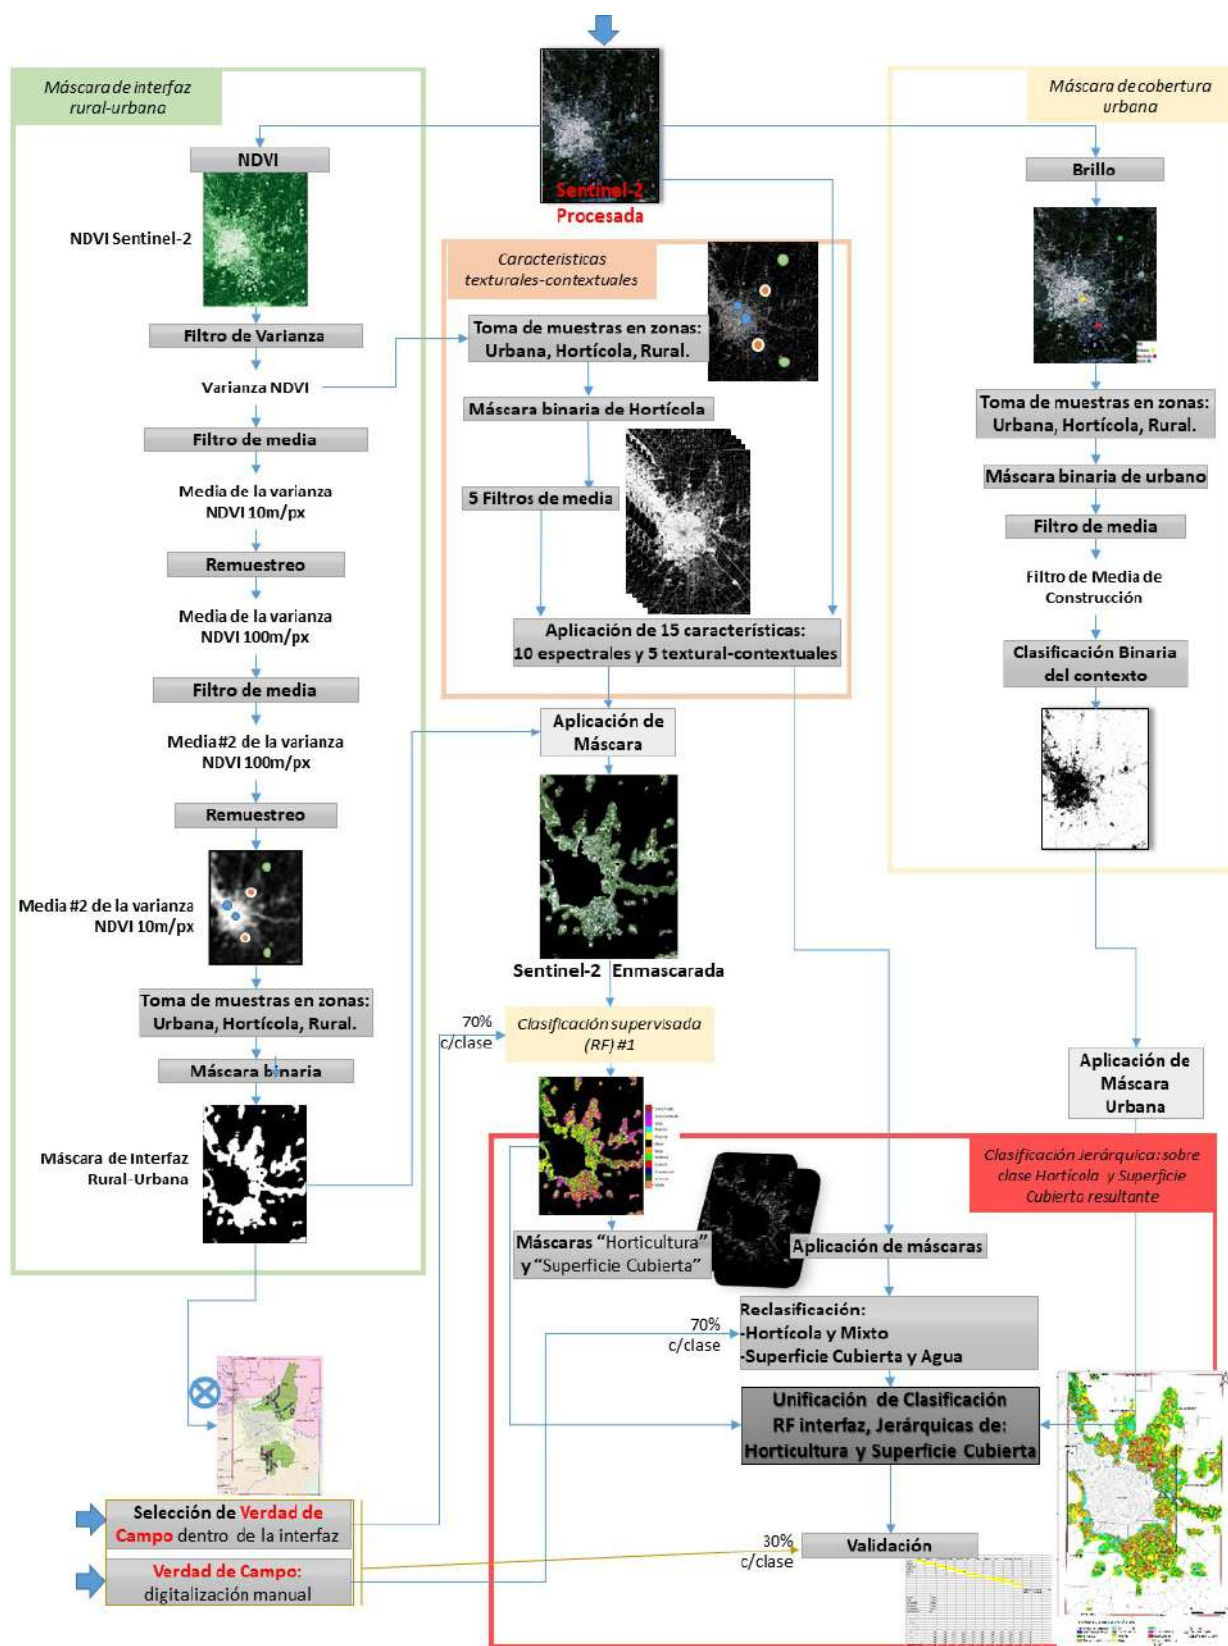 Máscara de interfaz
rural-urbana
NDVI
NDVI Sentinel-2
Filtro de Varianza
Varianza NDVI
Filtro de media
Media de la varianza
NDVI 10m/px
Remuestreo
Media de la varianza
NDVI 100m/px
Filtro de media
Media #2 de la varianza
NDVI 100m/px
Remuestreo
Media #2 de la varianza
NDVI 10m/px
Toma de muestras en zonas:
Urbana, Hortícola, Rural.
Máscara binaria
Máscara de Interfaz
Rural-Urbana
Sentinel-2
Procesada
Caracteristicas
texturales-contextuales
Toma de muestras en zonas:
Urbana, Hortícola, Rural.
Máscara binaria de Hortícola
5 Filtros de media
Aplicación de 15 características:
10 espectrales y 5 textural-contextuales
Aplicación de
Máscara
Sentinel-2 Enmascarada
70%
c/clase
Clasificación supervisada
(RF) #1
Máscara de cobertura
urbana
Brillo
Toma de muestras en zonas:
Urbana, Hortícola, Rural.
Máscara binaria de urbano
Filtro de media
Filtro de Media de
Construcción
Clasificación Binaria
del contexto
Aplicación de
Máscara
Urbana
Clasificación Jerárquica: sobre
clase Hortícola y Superficie
Cubierta resultante
Máscaras "Horticultura"
y "Superficie Cubierta"
Aplicación de máscaras
70%
c/clase
Reclasificación:
-Hortícola y Mixto
-Superficie Cubierta y Agua
Unificación de Clasificación
RF interfaz, Jerárquicas de:
Horticultura y Superficie Cubierta
Selección de Verdad de
Campo dentro de la interfaz
Verdad de Campo:
digitalización manual
30%
c/clase
Validación